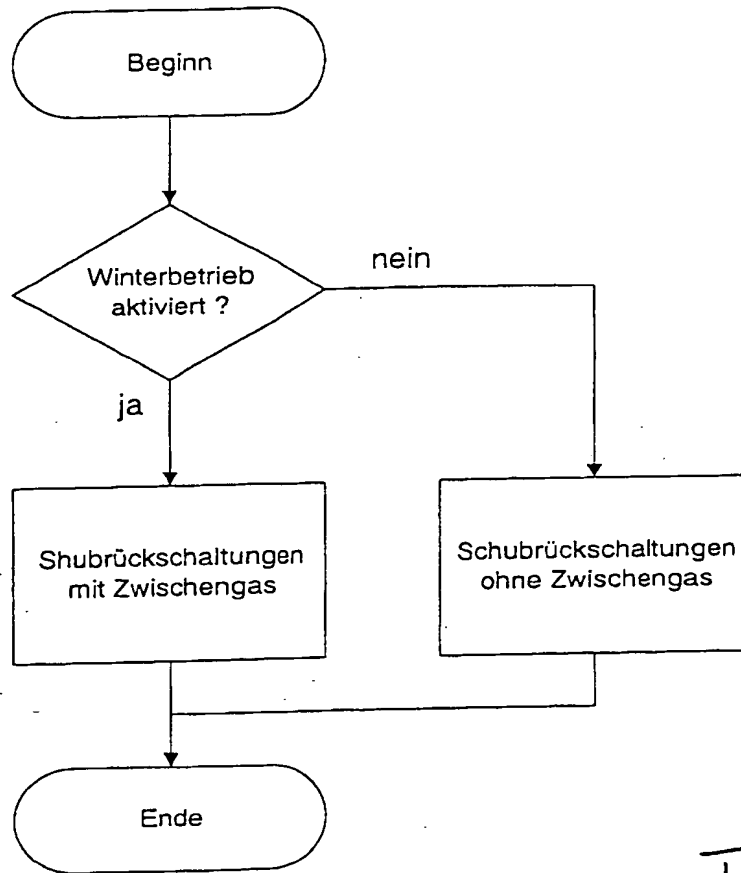 Beginn
Winterbetrieb
aktiviert ?
nein
ja
Shubrückschaltungen
mit Zwischengas
Schubrückschaltungen
ohne Zwischengas
Ende